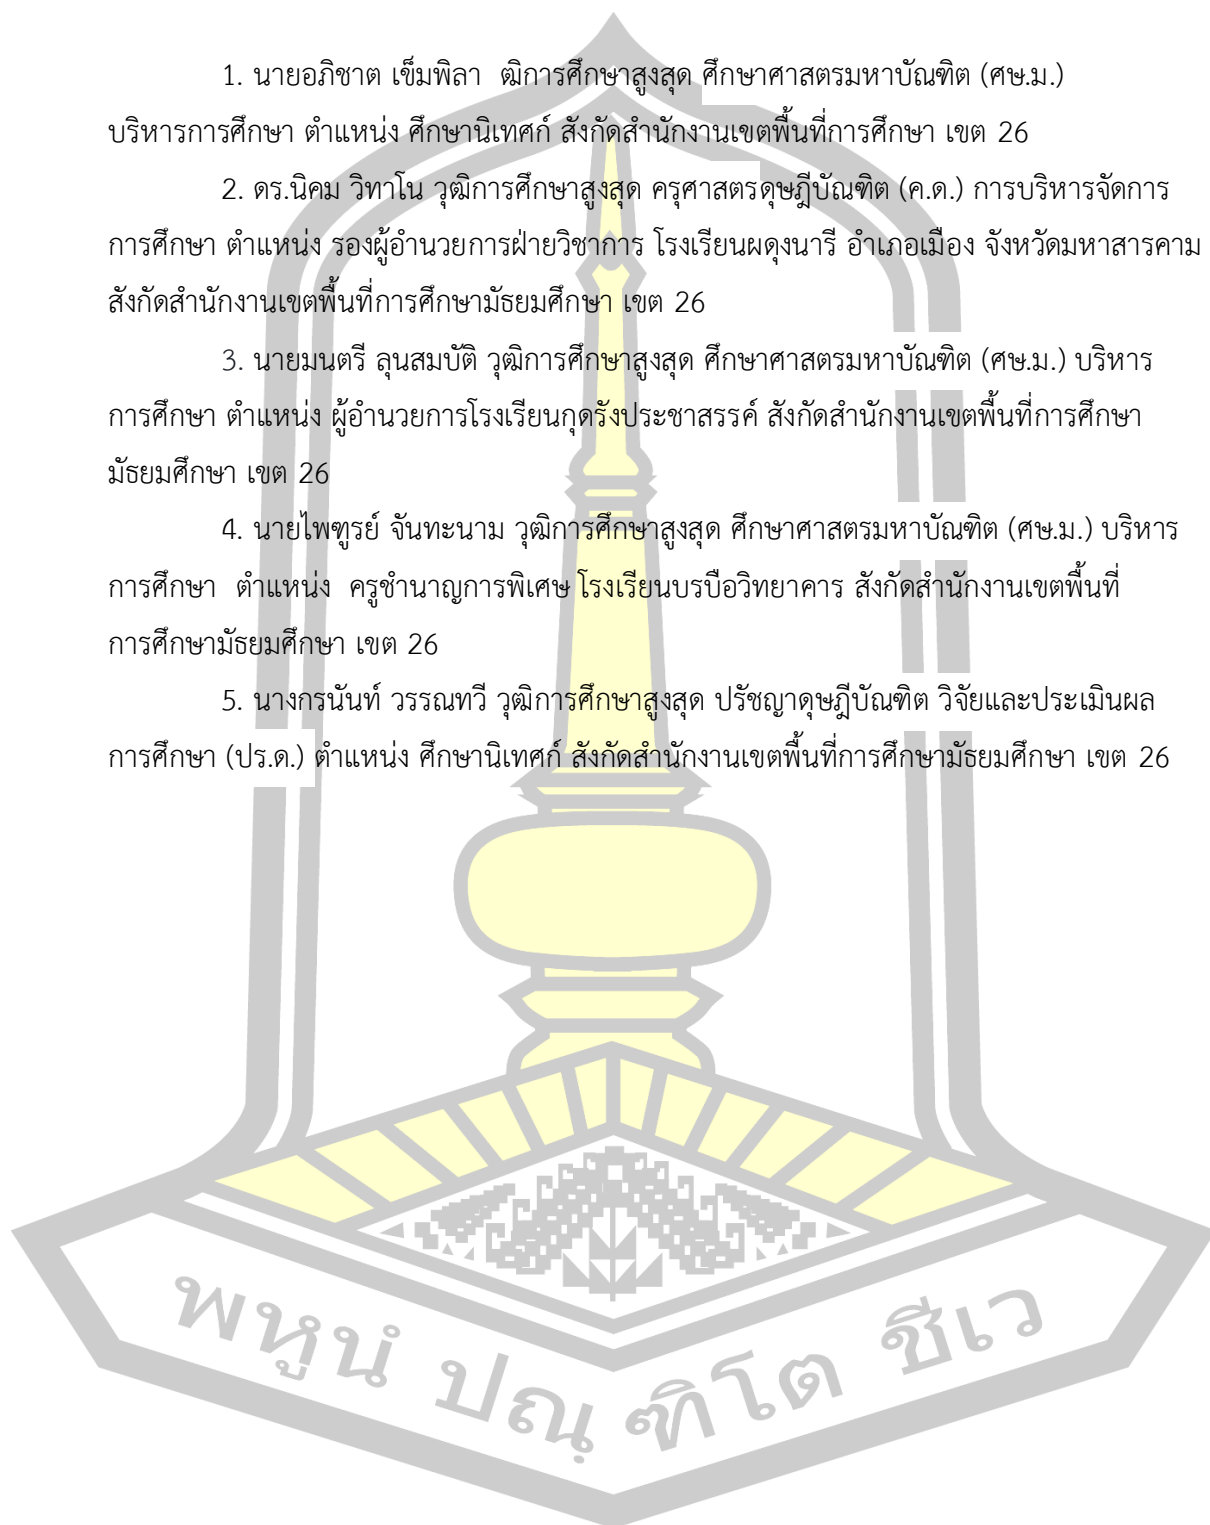 1. นายอภิชาต เข็มพิลา  ฒิการศึกษาสูงสุด ศึกษาศาสตรมหาบัณฑิต (ศษ.ม.)
บริหารการศึกษา ตำแหน่ง ศึกษานิเทศก์ สังกัดสำนักงานเขตพื้นที่การศึกษา เขต 26
2. ดร.นิคม วิทาโน วุฒิการศึกษาสูงสุด ครุศาสตรดุษฎีบัณฑิต (ค.ด.) การบริหารจัดการ
การศึกษา ตำแหน่ง รองผู้อำนวยการฝ่ายวิชาการ โรงเรียนผดุงนารี อำเภอเมือง จังหวัดมหาสารคาม
สังกัดสำนักงานเขตพื้นที่การศึกษามัธยมศึกษา เขต 26
3. นายมนตรี ลุนสมบัติ วุฒิการศึกษาสูงสุด ศึกษาศาสตรมหาบัณฑิต (ศษ.ม.) บริหาร
การศึกษา ตำแหน่ง ผู้อำนวยการโรงเรียนกุดรังประชาสรรค์ สังกัดสำนักงานเขตพื้นที่การศึกษา
มัธยมศึกษา เขต 26
4. นายไพฑูรย์ จันทะนาม วุฒิการศึกษาสูงสุด ศึกษาศาสตรมหาบัณฑิต (ศษ.ม.) บริหาร
การศึกษา  ตำแหน่ง  ครูชำนาญการพิเศษ โรงเรียนบรบือวิทยาคาร สังกัดสำนักงานเขตพื้นที่
การศึกษามัธยมศึกษา เขต 26
5. นางกรนันท์ วรรณทวี วุฒิการศึกษาสูงสุด ปรัชญาดุษฎีบัณฑิต วิจัยและประเมินผล
การศึกษา (ปร.ด.) ตำแหน่ง ศึกษานิเทศก์ สังกัดสำนักงานเขตพื้นที่การศึกษามัธยมศึกษา เขต 26
พหูนํ ปณฺฑิโต ชีเว